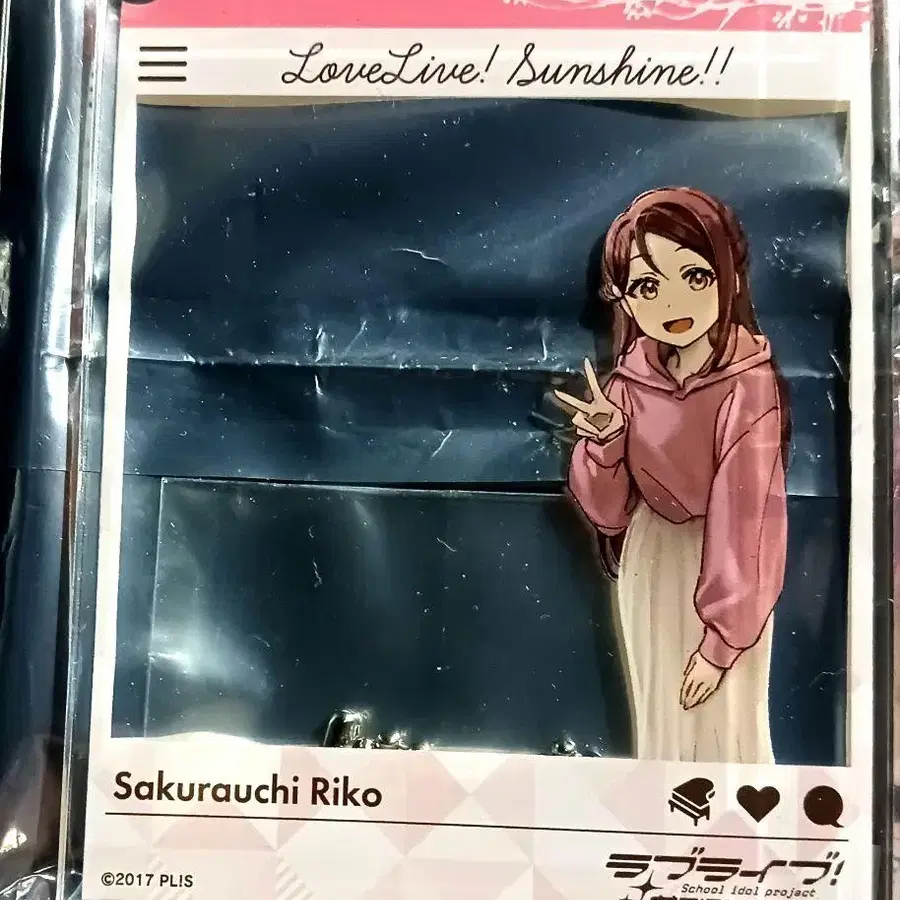 LoveLive! Sunshine!!
Sakurauchi Riko
ラブライブ!
School idol project
©2017 PL!S